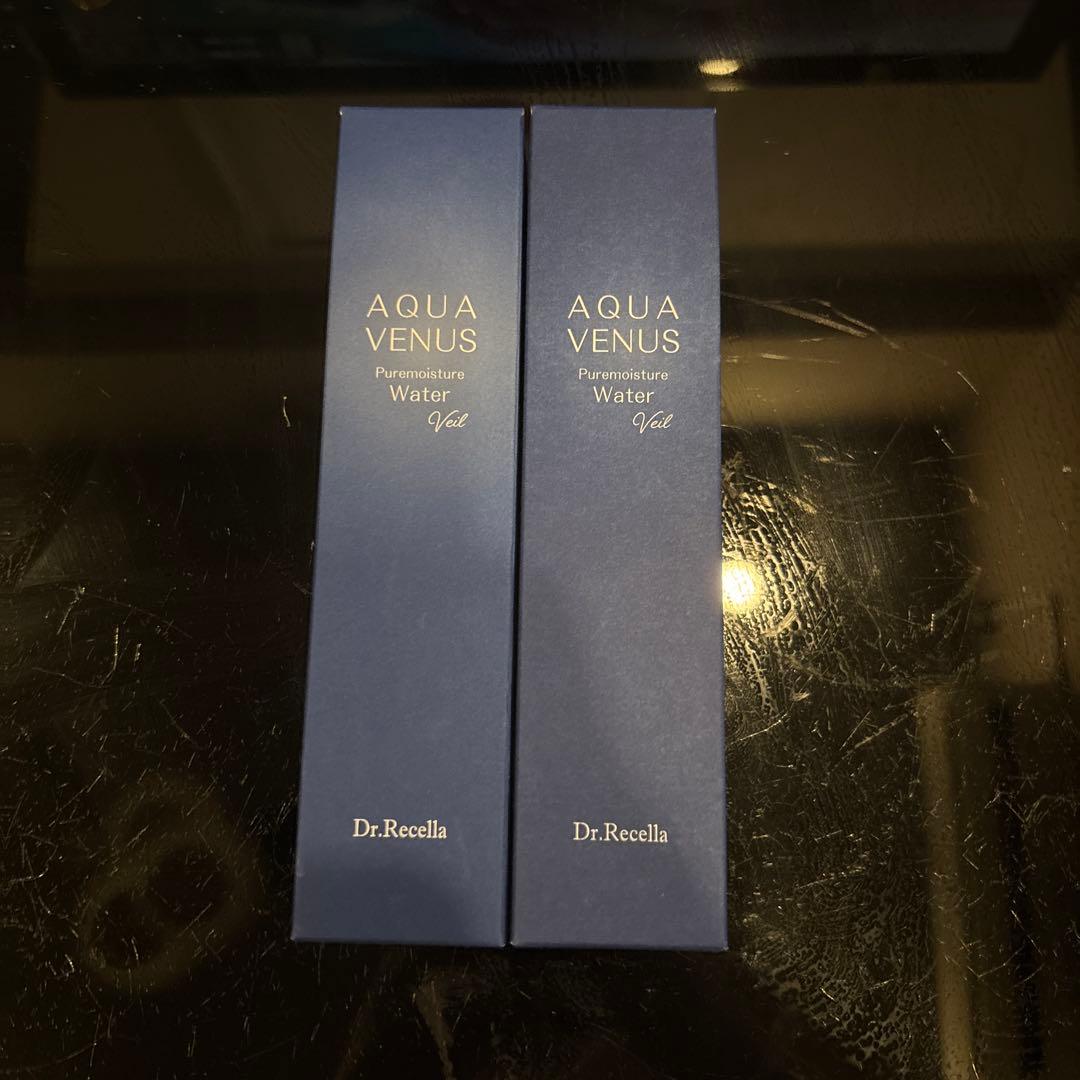 AQUA
VENUS
Puremoisture
Water
Veil
Dr.Recella
AQUA
VENUS
Puremoisture
Water
Veil
Dr.Recella